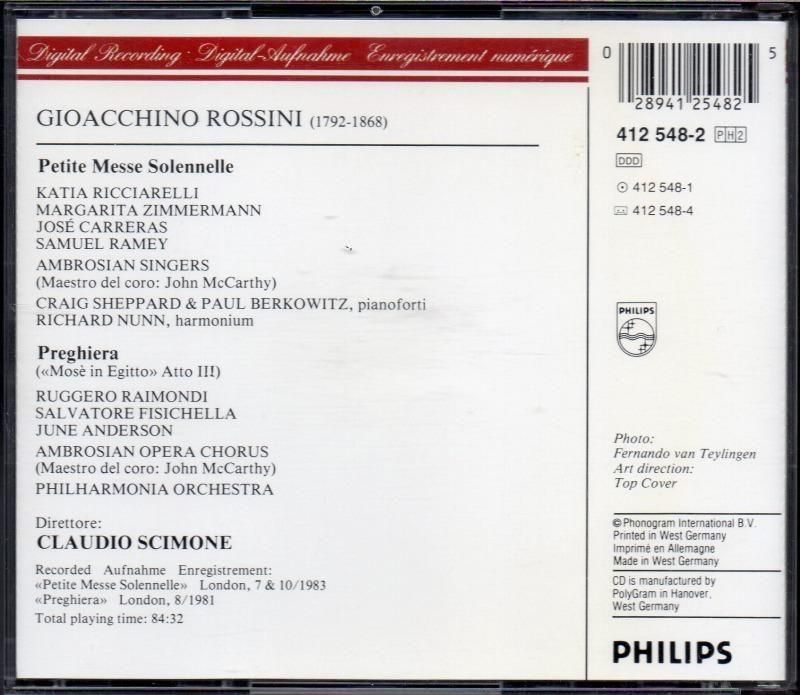 Digital Recording · Digital-Aufnahme Enregistrement numérique
GIOACCHINO ROSSINI (1792-1868)
Petite Messe Solennelle
KATIA RICCIARELLI
MARGARITA ZIMMERMANN
JOSÉ CARRERAS
SAMUEL RAMEY
AMBROSIAN SINGERS
(Maestro del coro: John McCarthy)
CRAIG SHEPPARD & PAUL BERKOWITZ, pianoforti
RICHARD NUNN, harmonium
Preghiera
(«Mosè in Egitto» Atto III)
RUGGERO RAIMONDI
SALVATORE FISICHELLA
JUNE ANDERSON
AMBROSIAN OPERA CHORUS
(Maestro del coro: John McCarthy)
PHILHARMONIA ORCHESTRA
Direttore:
CLAUDIO SCIMONE
Recorded Aufnahme Enregistrement:
«Petite Messe Solennelle» London, 7 & 10/1983
«Preghiera» London, 8/1981
Total playing time: 84:32
0 28941 25482 5
412 548-2 PH2
DDD
412 548-1
412 548-4
PHILIPS
Photo:
Fernando van Teylingen
Art direction:
Top Cover
© Phonogram International B.V.
Printed in West Germany
Imprimé en Allemagne
Made in West Germany
CD is manufactured by
PolyGram in Hanover,
West Germany
PHILIPS